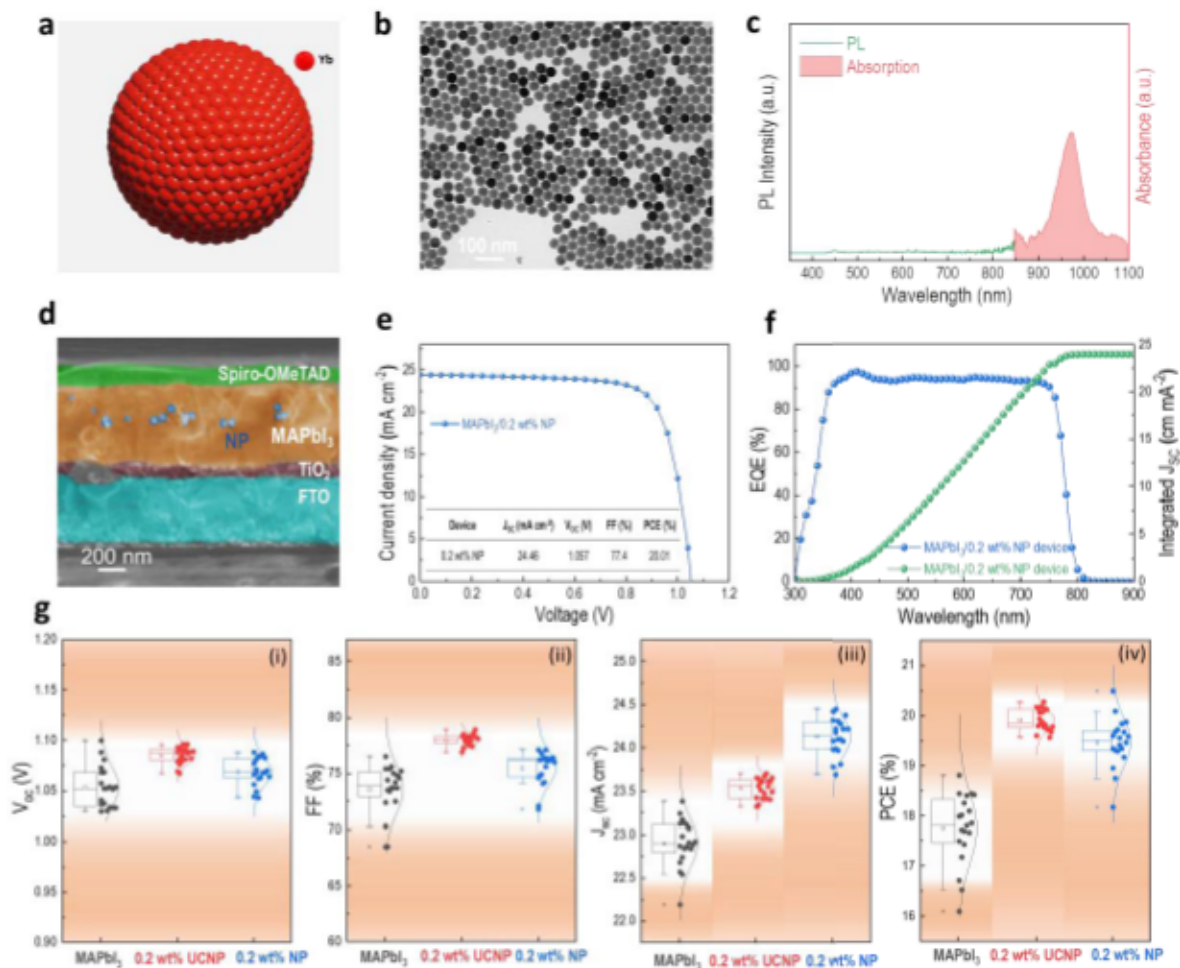 a
Yb
b
100 nm
c
PL
Absorption
PL Intensity (a.u.)
Absorbance (a.u.)
400 500 600 700 800 900 1000 1100
Wavelength (nm)
d
Spiro-OMeTAD
NP
MAPbI₃
TiO₂
FTO
200 nm
e
Current density (mA cm⁻²)
25
20
15
10
5
0
MAPbI₃/0.2 wt% NP
Device Jsc (mA cm⁻²) Voc (V) FF (%) PCE (%)
0.2 wt% NP 24.46 1.057 77.4 20.01
0.0 0.2 0.4 0.6 0.8 1.0 1.2
Voltage (V)
f
EQE (%)
100
80
60
40
20
0
25
20
15
10
5
0
Integrated JSC (cm mA⁻²)
MAPbI₃/0.2 wt% NP device
MAPbI₃/0.2 wt% NP device
300 400 500 600 700 800 900
Wavelength (nm)
g
(i)
Voc (V)
1.20
1.15
1.10
1.05
1.00
0.95
0.90
MAPbI₃ 0.2 wt% UCNP 0.2 wt% NP
(ii)
FF (%)
85
80
75
70
65
60
MAPbI₃ 0.2 wt% UCNP 0.2 wt% NP
(iii)
Jsc (mA cm⁻²)
25.0
24.5
24.0
23.5
23.0
22.5
22.0
MAPbI₃ 0.2 wt% UCNP 0.2 wt% NP
(iv)
PCE (%)
21
20
19
18
17
16
15
MAPbI₃ 0.2 wt% UCNP 0.2 wt% NP